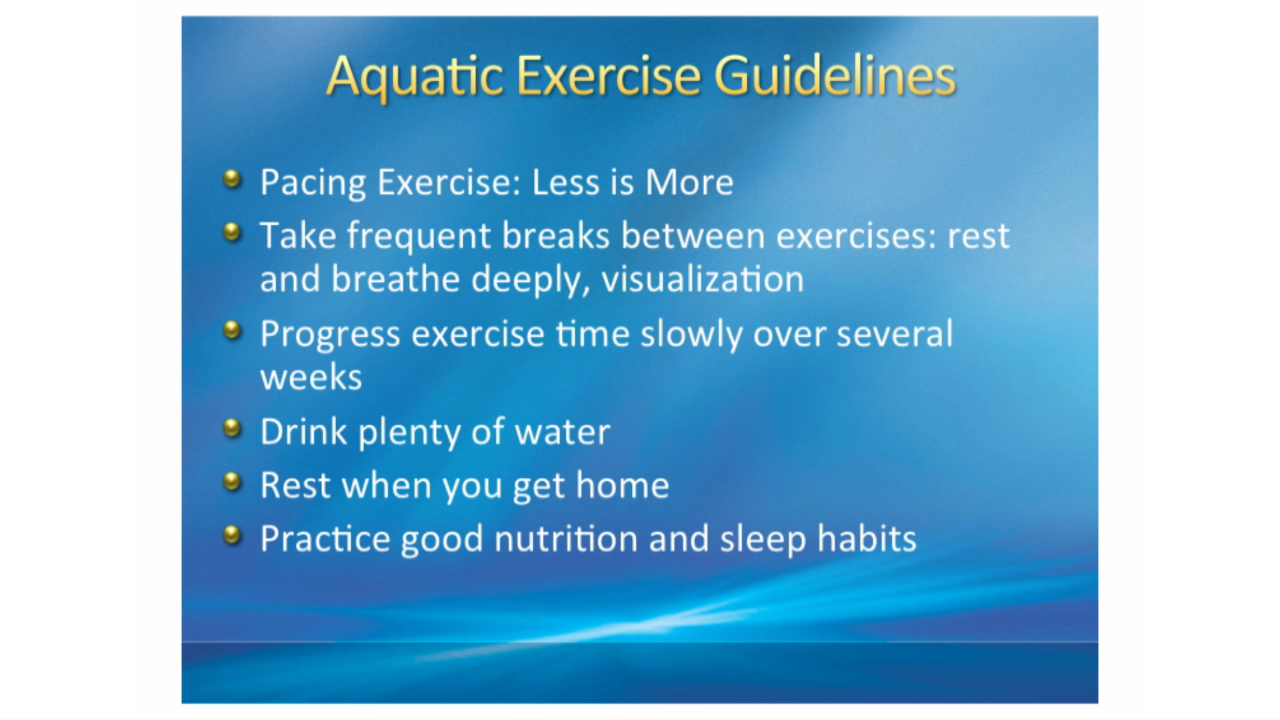 Aquatic Exercise Guidelines
Pacing Exercise: Less is More
Take frequent breaks between exercises: rest
and breathe deeply, visualization
Progress exercise time slowly over several
weeks
Drink plenty of water
Rest when you get home
Practice good nutrition and sleep habits